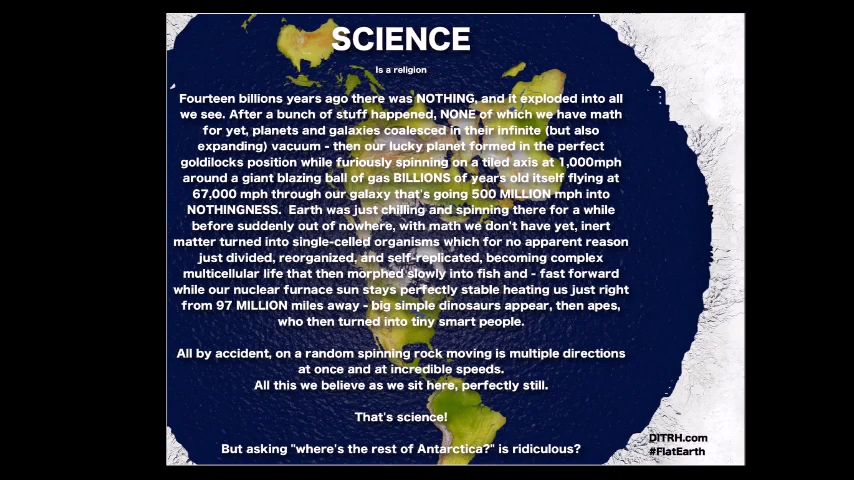 SCIENCE
Is a religion
Fourteen billions years ago there was NOTHING, and it exploded into all
we see. After a bunch of stuff happened, NONE of which we have math
for yet, planets and galaxies coalesced in their infinite (but also
expanding) vacuum - then our lucky planet formed in the perfect
goldilocks position while furiously spinning on a tiled axis at 1,000mph
around a giant blazing ball of gas BILLIONS of years old itself flying at
67,000 mph through our galaxy that's going 500 MILLION mph into
NOTHINGNESS. Earth was just chilling and spinning there for a while
before suddenly out of nowhere, with math we don't have yet, inert
matter turned into single-celled organisms which for no apparent reason
just divided, reorganized, and self-replicated, becoming complex
multicellular life that then morphed slowly into fish and - fast forward
while our nuclear furnace sun stays perfectly stable heating us just right
from 97 MILLION miles away - big simple dinosaurs appear, then apes,
who then turned into tiny smart people.
All by accident, on a random spinning rock moving is multiple directions
at once and at incredible speeds.
All this we believe as we sit here, perfectly still.
That's science!
But asking "where's the rest of Antarctica?" is ridiculous?
DITRH.com
#FlatEarth